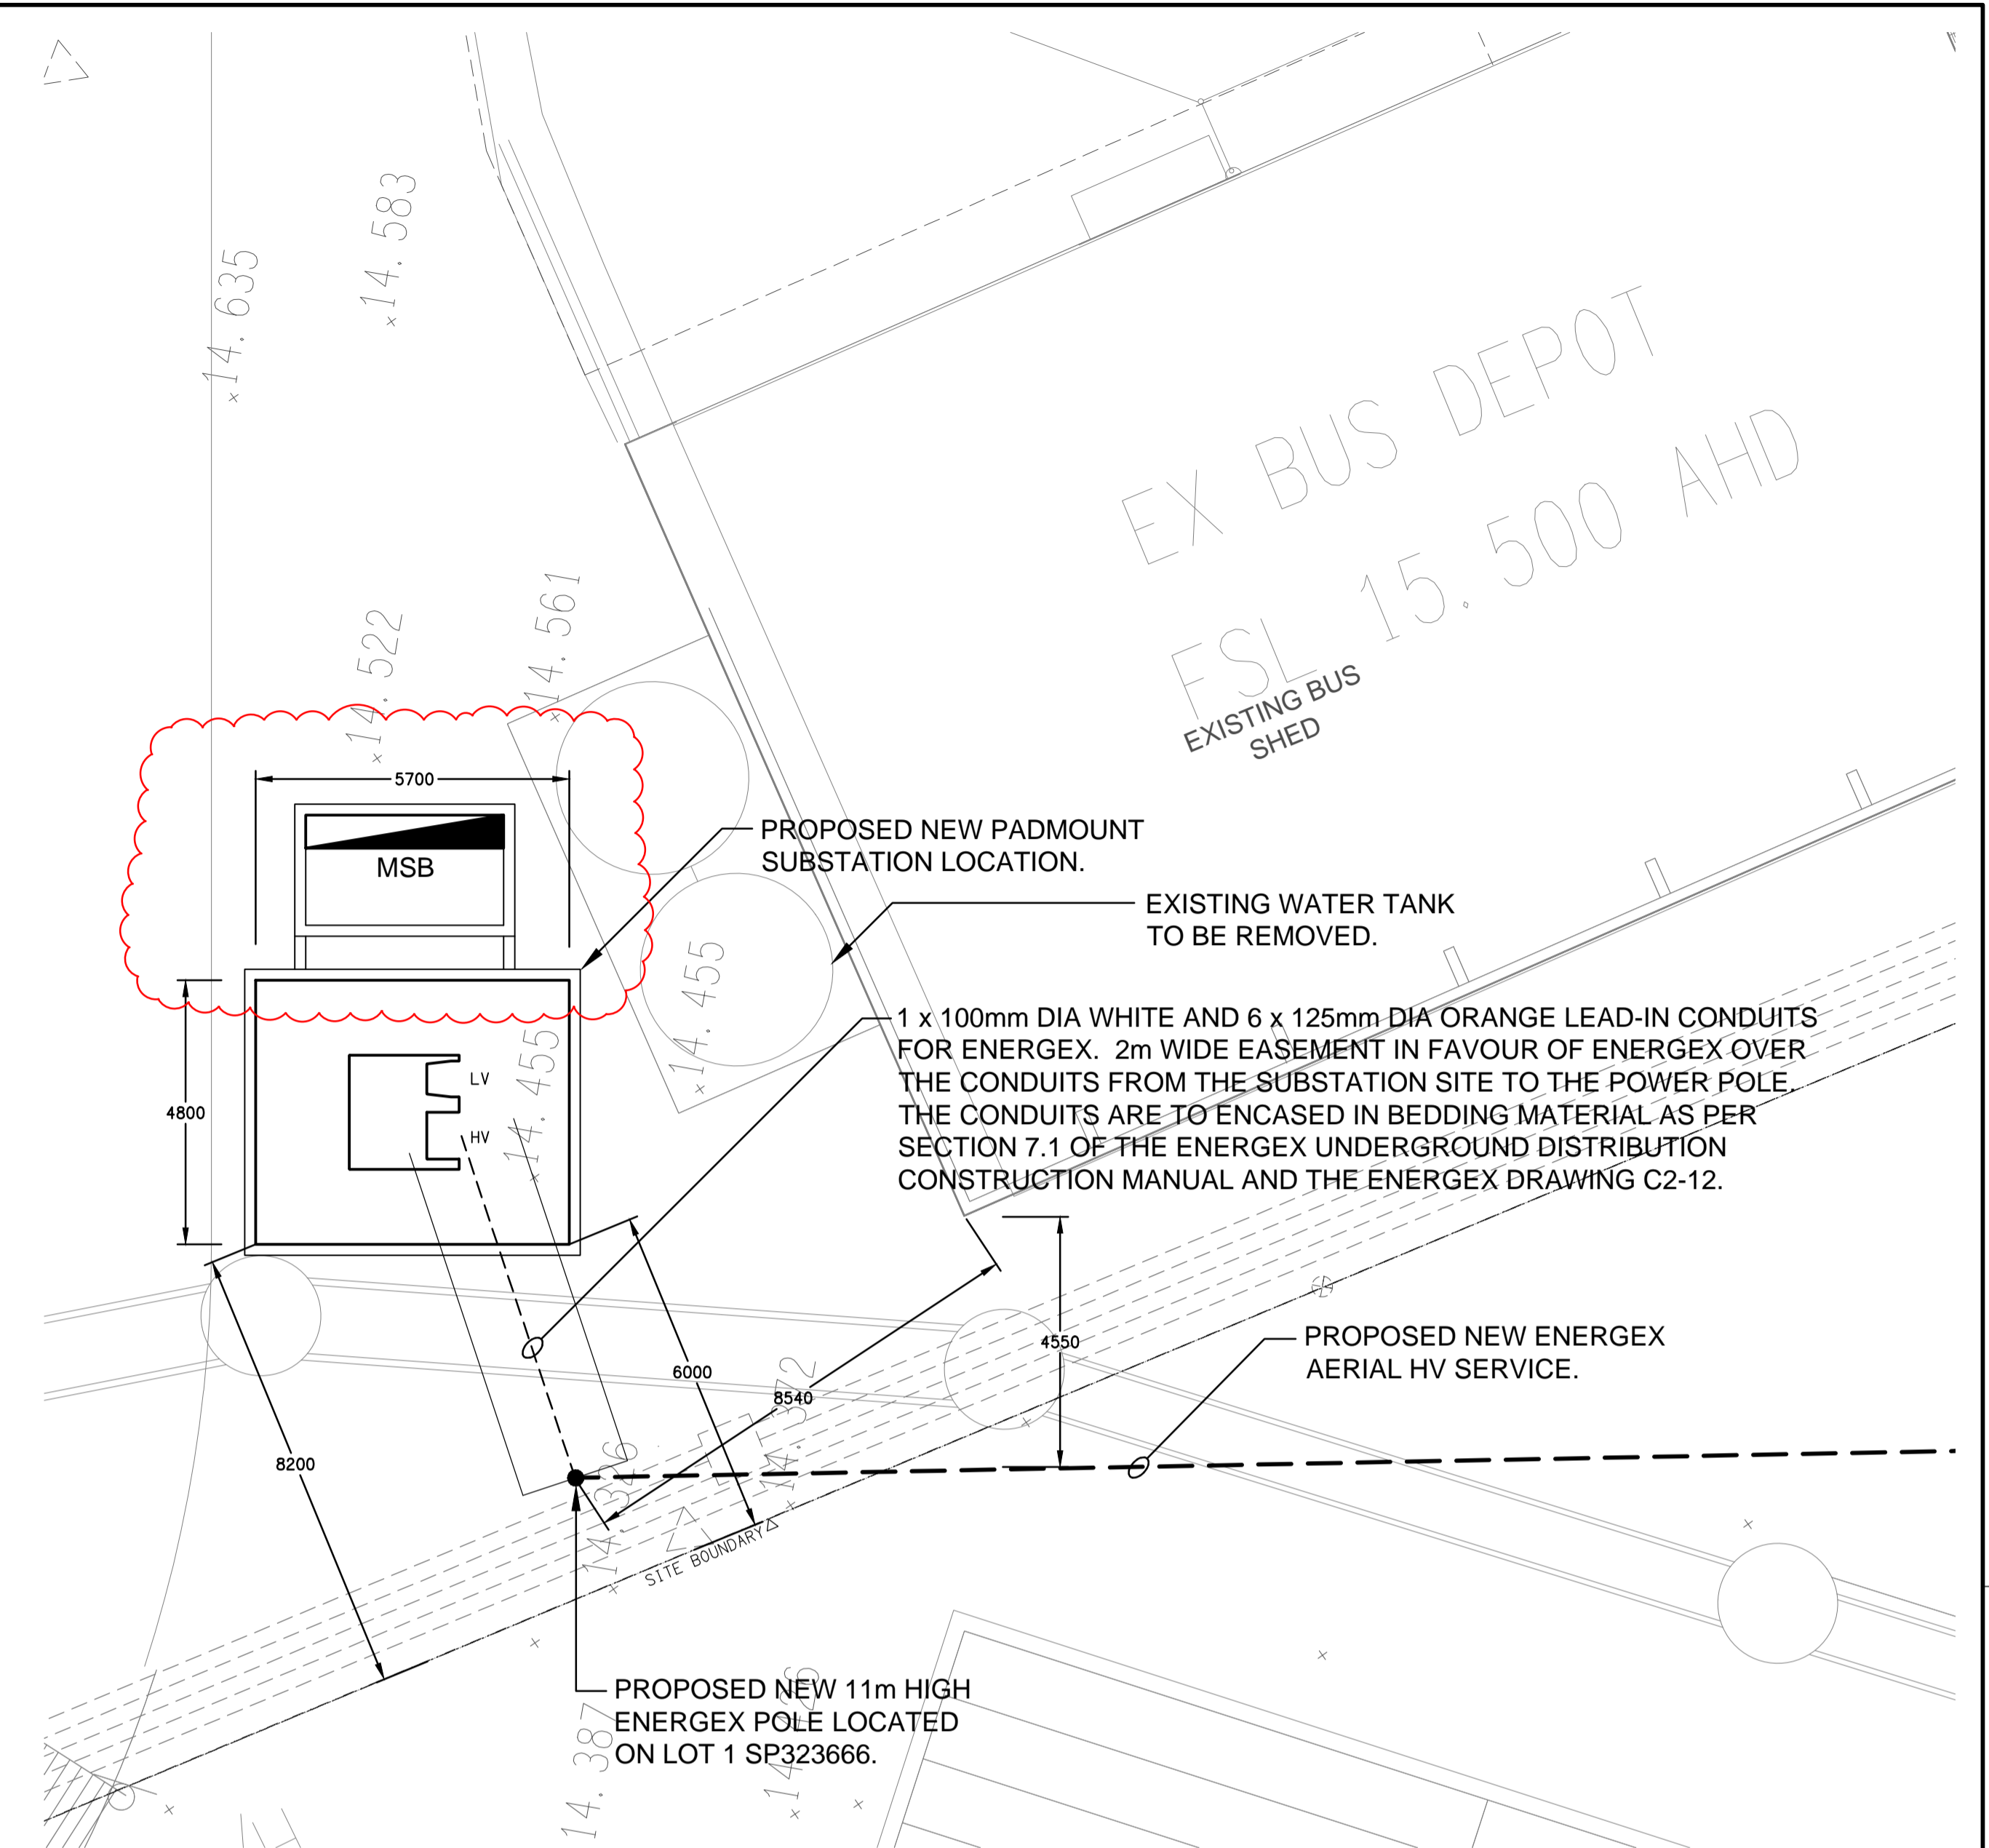 14.583
14.635
EX BUS DEPOT
FSL 15.500 AHD
EXISTING BUS
SHED
14.561
14.522
5700
MSB
PROPOSED NEW PADMOUNT
SUBSTATION LOCATION.
EXISTING WATER TANK
TO BE REMOVED.
14.455
1 x 100mm DIA WHITE AND 6 x 125mm DIA ORANGE LEAD-IN CONDUITS
FOR ENERGEX. 2m WIDE EASEMENT IN FAVOUR OF ENERGEX OVER
THE CONDUITS FROM THE SUBSTATION SITE TO THE POWER POLE.
THE CONDUITS ARE TO ENCASED IN BEDDING MATERIAL AS PER
SECTION 7.1 OF THE ENERGEX UNDERGROUND DISTRIBUTION
CONSTRUCTION MANUAL AND THE ENERGEX DRAWING C2-12.
14.455
LV
HV
4800
4550
PROPOSED NEW ENERGEX
AERIAL HV SERVICE.
6000
8540
8200
SITE BOUNDARY
PROPOSED NEW 11m HIGH
ENERGEX POLE LOCATED
ON LOT 1 SP323666.
14.387